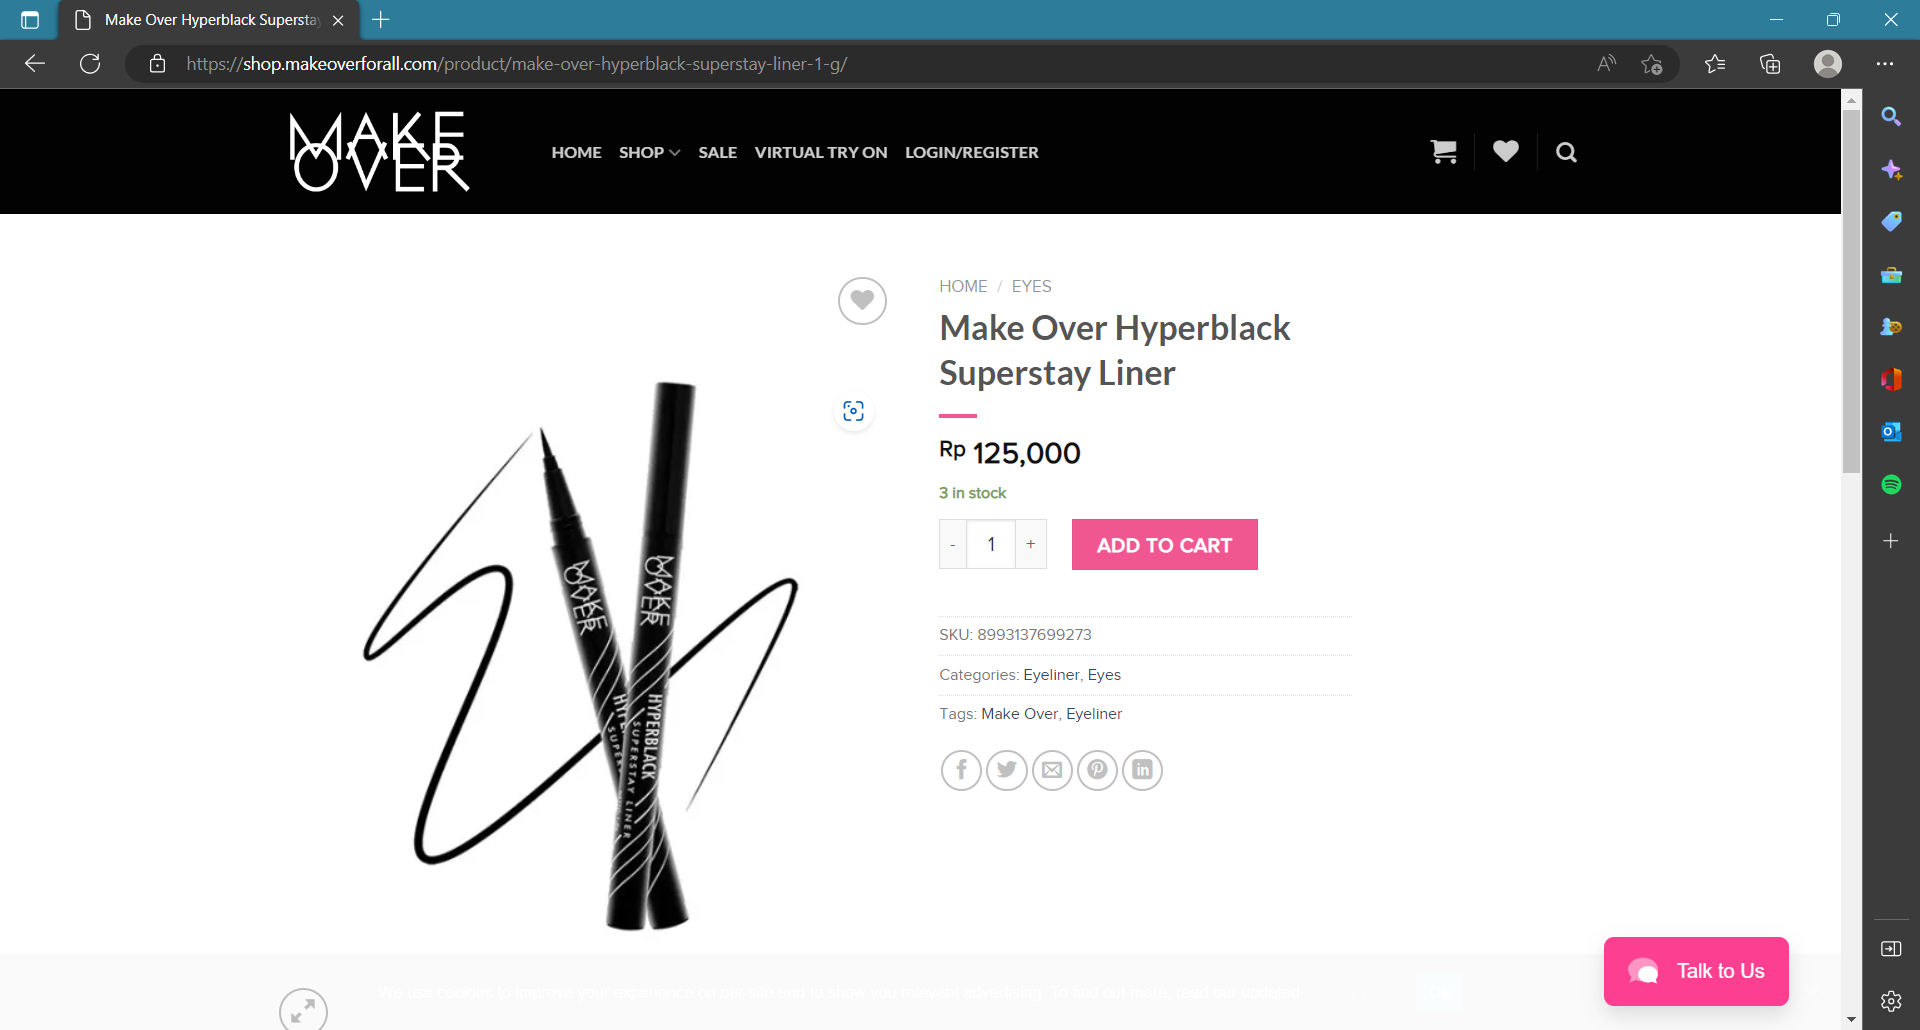 Make Over Hyperblack Supersta
https://shop.makeoverforall.com/product/make-over-hyperblack-superstay-liner-1-g/
MAKE
OVER
HOME SHOP SALE VIRTUAL TRY ON LOGIN/REGISTER
HOME / EYES
Make Over Hyperblack
Superstay Liner
Rp 125,000
3 in stock
- 1 +
ADD TO CART
SKU: 8993137699273
Categories: Eyeliner, Eyes
Tags: Make Over, Eyeliner
MAKE
OVER
MAKE
OVER
HYPERBLACK
SUPERSTAY LINER
We use cookies to improve your experience on our site and to show you relevant advertising. To find out more, read our updated
Talk to Us